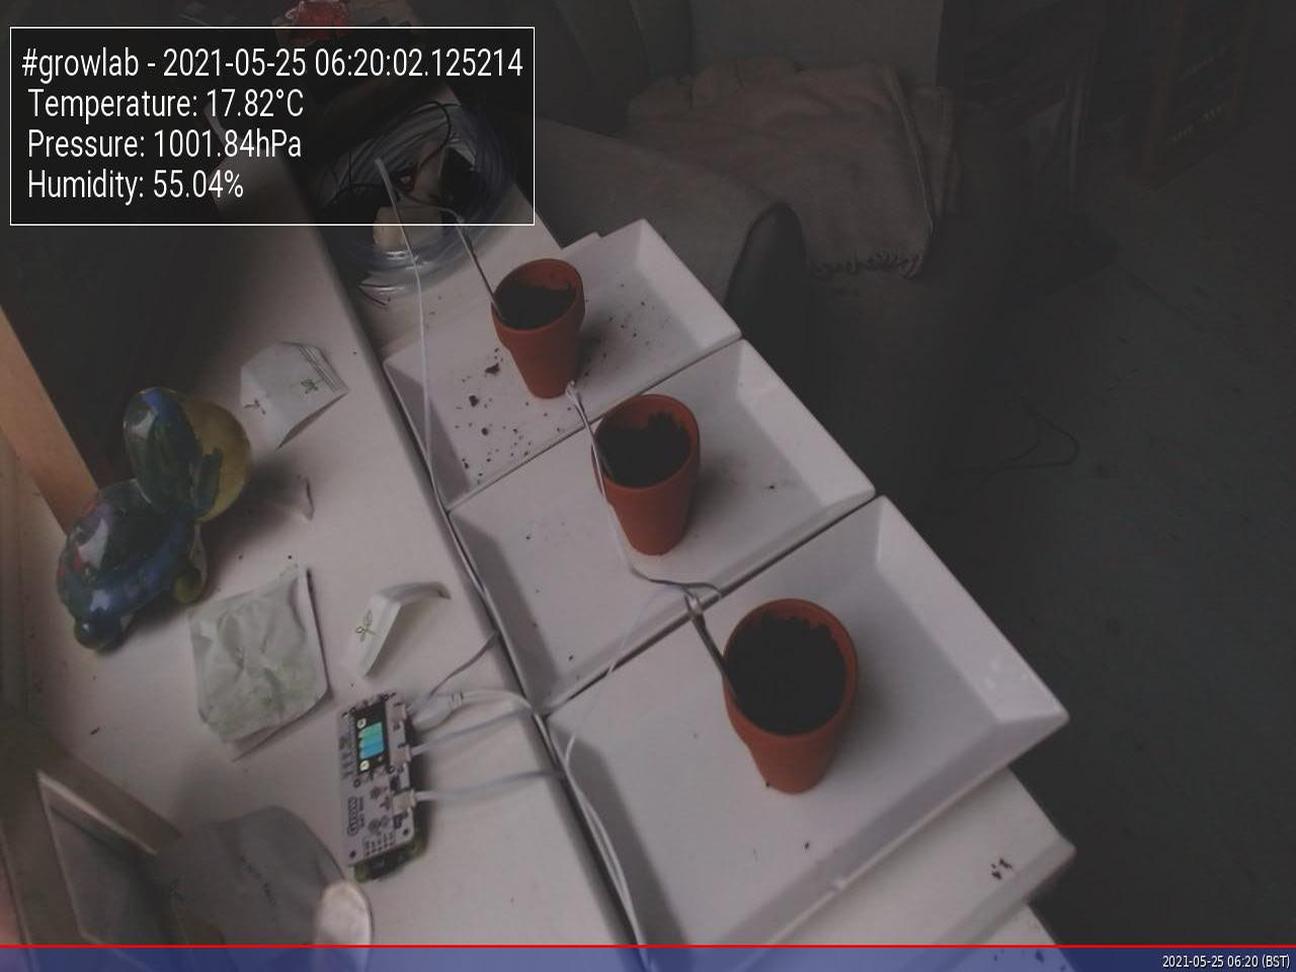 #growlab - 2021-05-25 06:20:02.125214
Temperature: 17.82°C
Pressure: 1001.84hPa
Humidity: 55.04%
2021-05-25 06:20 (BST)